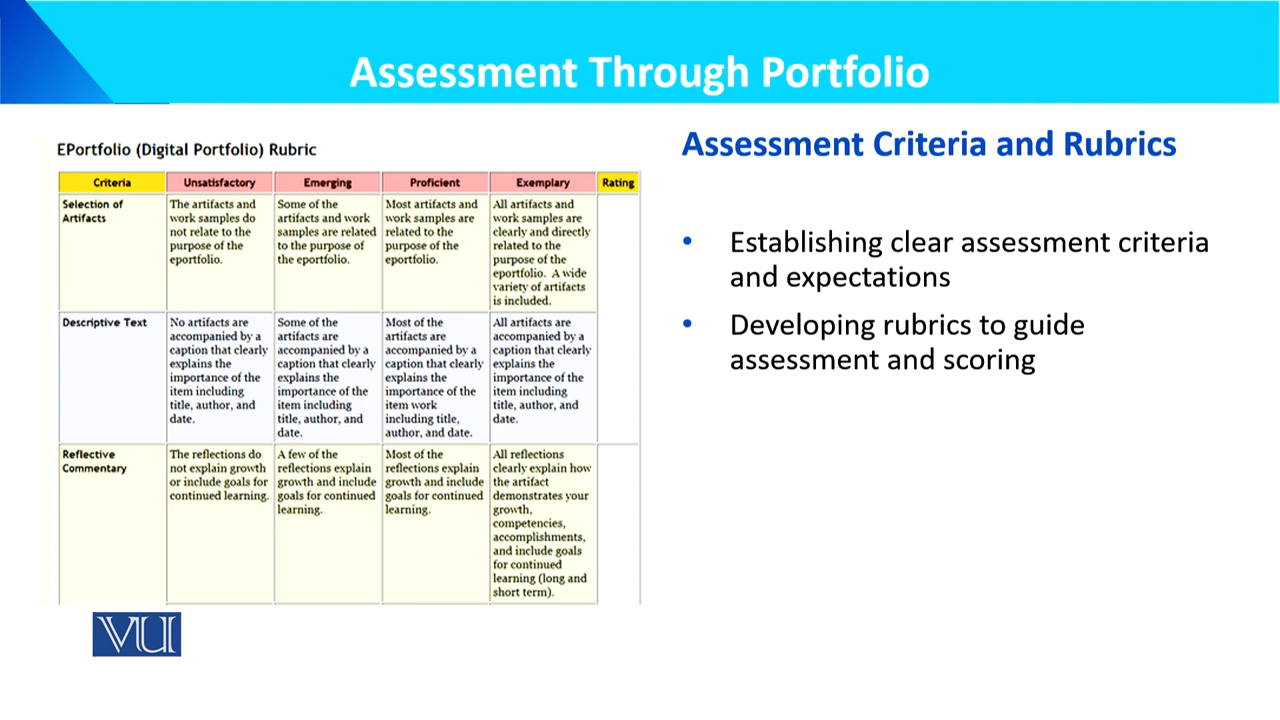 Assessment Through Portfolio
EPortfolio (Digital Portfolio) Rubric
Criteria Unsatisfactory Emerging Proficient Exemplary Rating
Selection of
Artifacts
The artifacts and
work samples do
not relate to the
purpose of the
eportfolio.
Some of the
artifacts and work
samples are related
to the purpose of
the eportfolio.
Most artifacts and
work samples are
related to the
purpose of the
eportfolio.
All artifacts and
work samples are
clearly and directly
related to the
purpose of the
eportfolio. A wide
variety of artifacts
is included.
Descriptive Text
No artifacts are
accompanied by a
caption that clearly
explains the
importance of the
item including
title, author, and
date.
Some of the
artifacts are
accompanied by a
caption that clearly
explains the
importance of the
item including
title, author, and
date.
Most of the
artifacts are
accompanied by a
caption that clearly
explains the
importance of the
item work
including title,
author, and date.
All artifacts are
accompanied by a
caption that clearly
explains the
importance of the
item including
title, author, and
date.
Reflective
Commentary
The reflections do
not explain growth
or include goals for
continued learning.
A few of the
reflections explain
growth and include
goals for continued
learning.
Most of the
reflections explain
growth and include
goals for continued
learning.
All reflections
clearly explain how
the artifact
demonstrates your
growth,
competencies,
accomplishments,
and include goals
for continued
learning (long and
short term).
VU
Assessment Criteria and Rubrics
• Establishing clear assessment criteria
and expectations
• Developing rubrics to guide
assessment and scoring